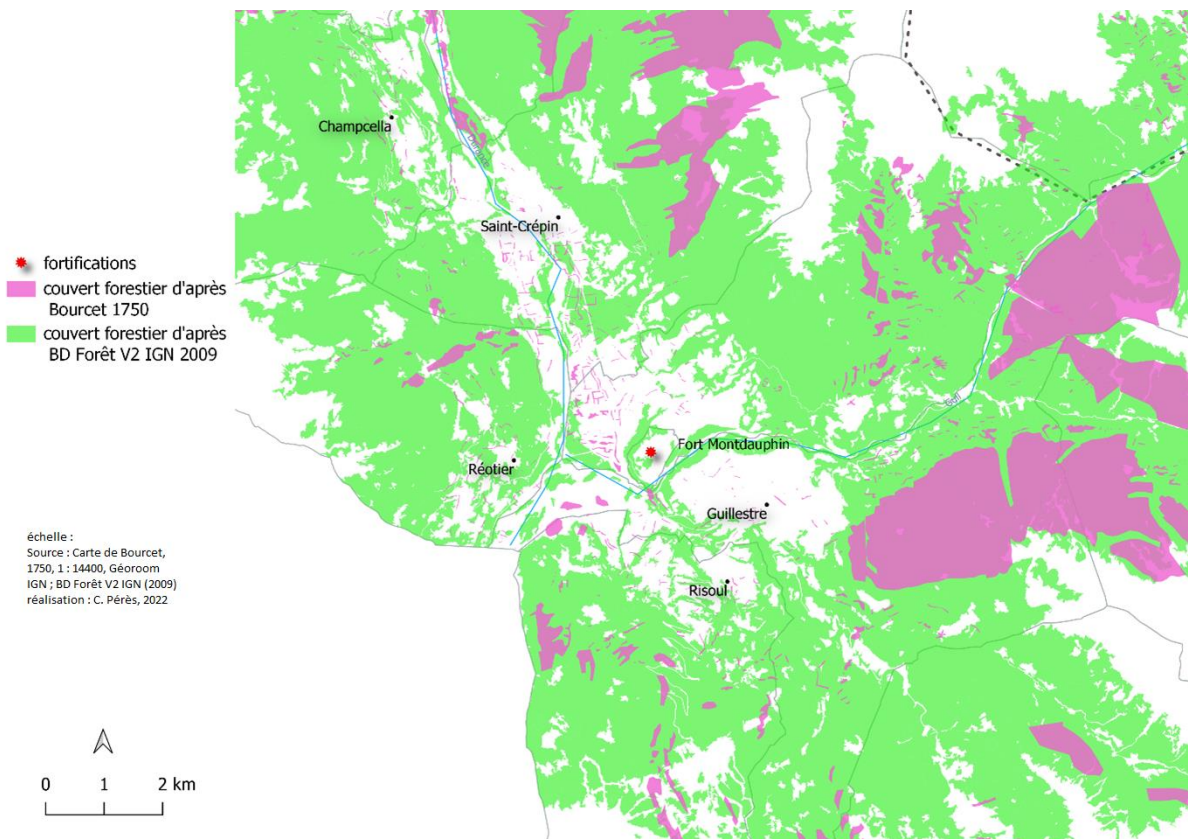 fortifications
couvert forestier d'après
Bourcet 1750
couvert forestier d'après
BD Forêt V2 IGN 2009
échelle :
Source : Carte de Bourcet,
1750, 1 : 14400, Géoroom
IGN ; BD Forêt V2 IGN (2009)
réalisation : C. Pérès, 2022
0 1 2 km
Champcella
Durance
Saint-Crépin
Guil
Fort Montdauphin
Réotier
Guillestre
Risoul